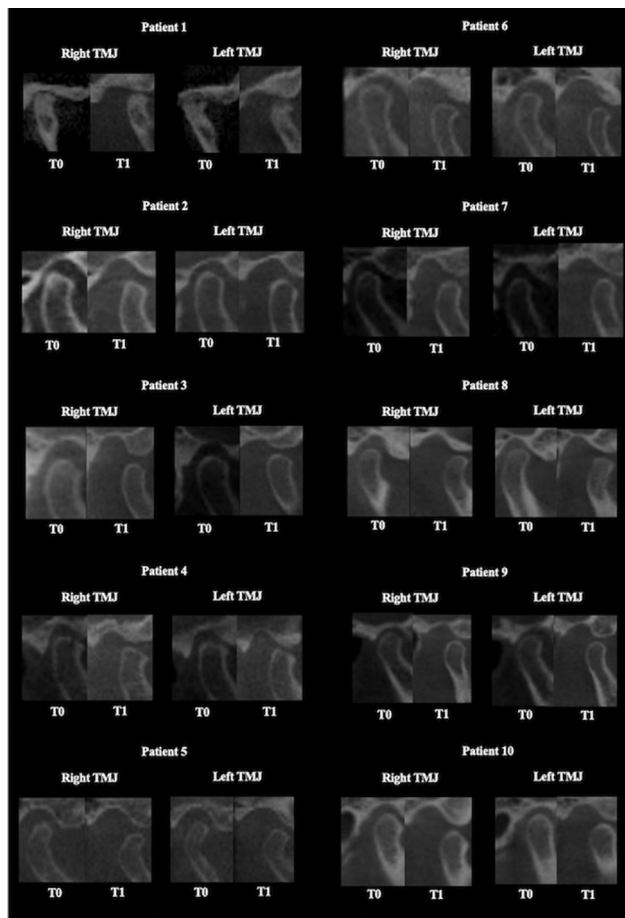 Patient 1
Right TMJ Left TMJ
T0 T1 T0 T1
Patient 2
Right TMJ Left TMJ
T0 T1 T0 T1
Patient 3
Right TMJ Left TMJ
T0 T1 T0 T1
Patient 4
Right TMJ Left TMJ
T0 T1 T0 T1
Patient 5
Right TMJ Left TMJ
T0 T1 T0 T1
Patient 6
Right TMJ Left TMJ
T0 T1 T0 T1
Patient 7
Right TMJ Left TMJ
T0 T1 T0 T1
Patient 8
Right TMJ Left TMJ
T0 T1 T0 T1
Patient 9
Right TMJ Left TMJ
T0 T1 T0 T1
Patient 10
Right TMJ Left TMJ
T0 T1 T0 T1